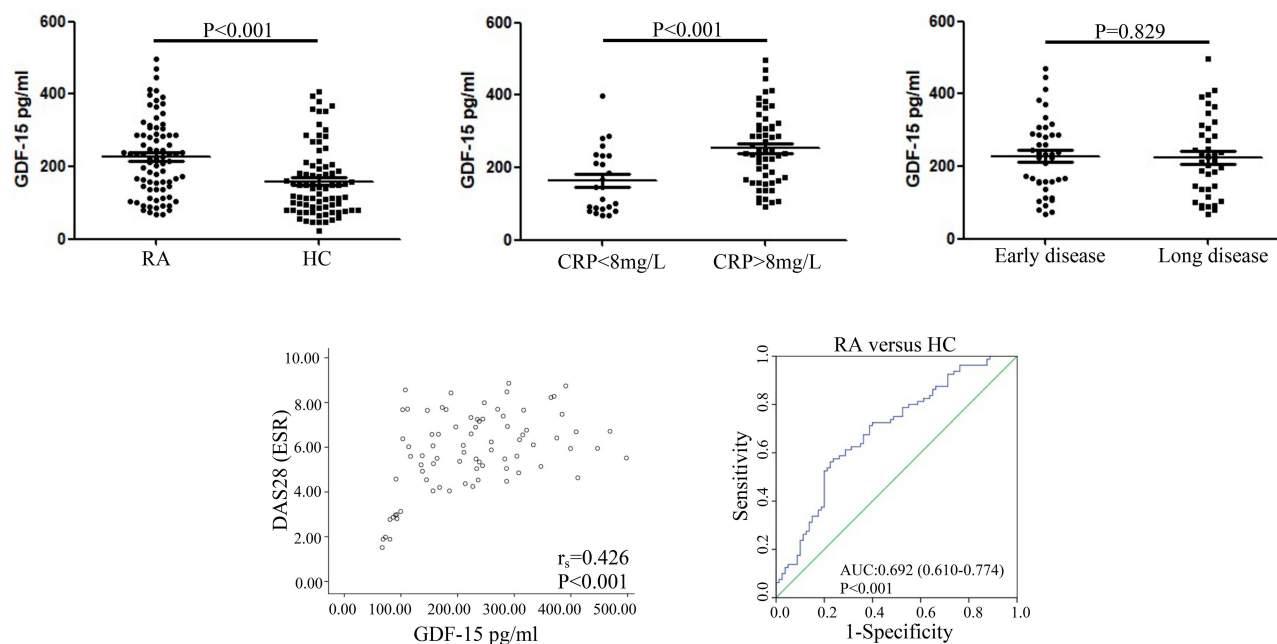 600
400
200
0
GDF-15 pg/ml
P<0.001
RA
HC
600
400
200
0
GDF-15 pg/ml
P<0.001
CRP<8mg/L
CRP>8mg/L
600
400
200
0
GDF-15 pg/ml
P=0.829
Early disease
Long disease
10.00
8.00
6.00
4.00
2.00
0.00
DAS28 (ESR)
rₛ=0.426
P<0.001
0.00 100.00 200.00 300.00 400.00 500.00
GDF-15 pg/ml
RA versus HC
1.0
0.8
0.6
0.4
0.2
0.0
Sensitivity
AUC:0.692 (0.610-0.774)
P<0.001
0.0 0.2 0.4 0.6 0.8 1.0
1-Specificity